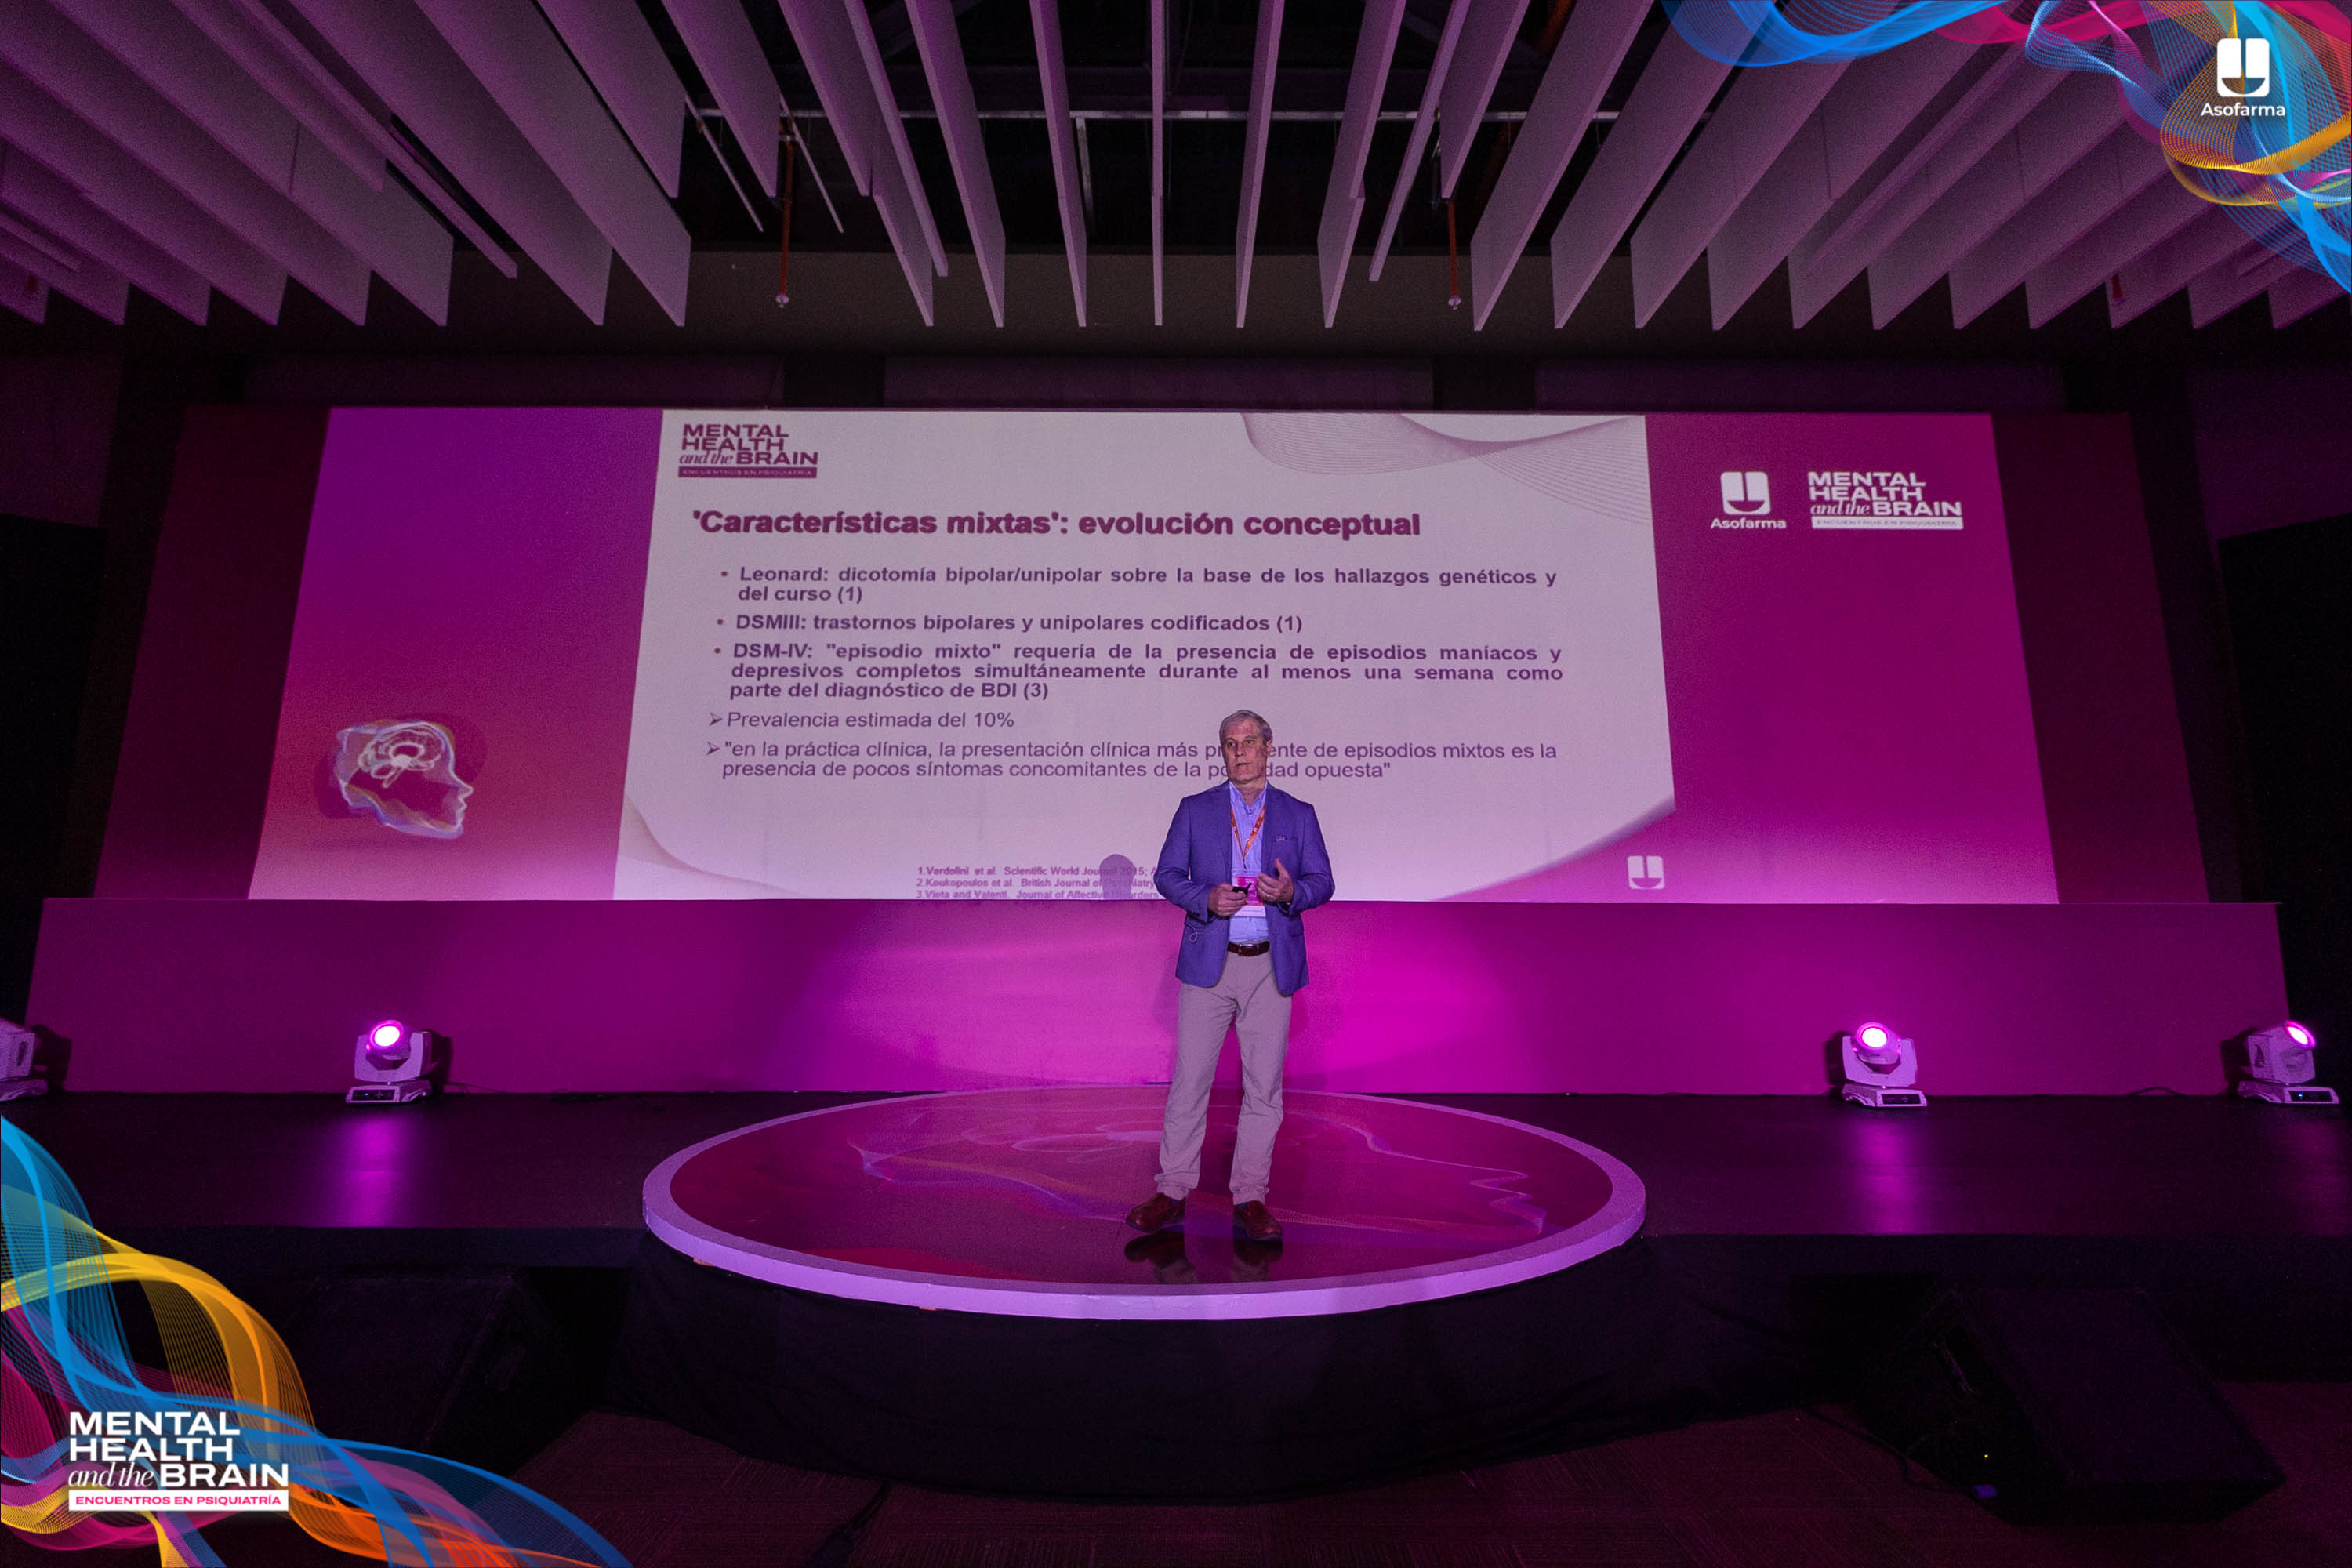 Asofarma
MENTAL
HEALTH
and the BRAIN
ENCUENTROS EN PSIQUIATRÍA
'Características mixtas': evolución conceptual
• Leonard: dicotomía bipolar/unipolar sobre la base de los hallazgos genéticos y
del curso (1)
• DSMIII: trastornos bipolares y unipolares codificados (1)
• DSM-IV: "episodio mixto" requería de la presencia de episodios maníacos y
depresivos completos simultáneamente durante al menos una semana como
parte del diagnóstico de BDI (3)
➢ Prevalencia estimada del 10%
➢ "en la práctica clínica, la presentación clínica más de episodios mixtos es la
presencia de pocos síntomas concomitantes de la opuesta"
1.Verdolini et al. Scientific World Journal 2015;
2.Koukopoulos et al. British Journal of Psychiatry
3.Vieta and Valentí. Journal of Affective Disorders
Asofarma
MENTAL
HEALTH
and the BRAIN
ENCUENTROS EN PSIQUIATRÍA
MENTAL
HEALTH
and the BRAIN
ENCUENTROS EN PSIQUIATRÍA